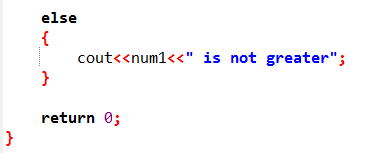 else
{
cout<<num1<<" is not greater";
}
return 0;
}